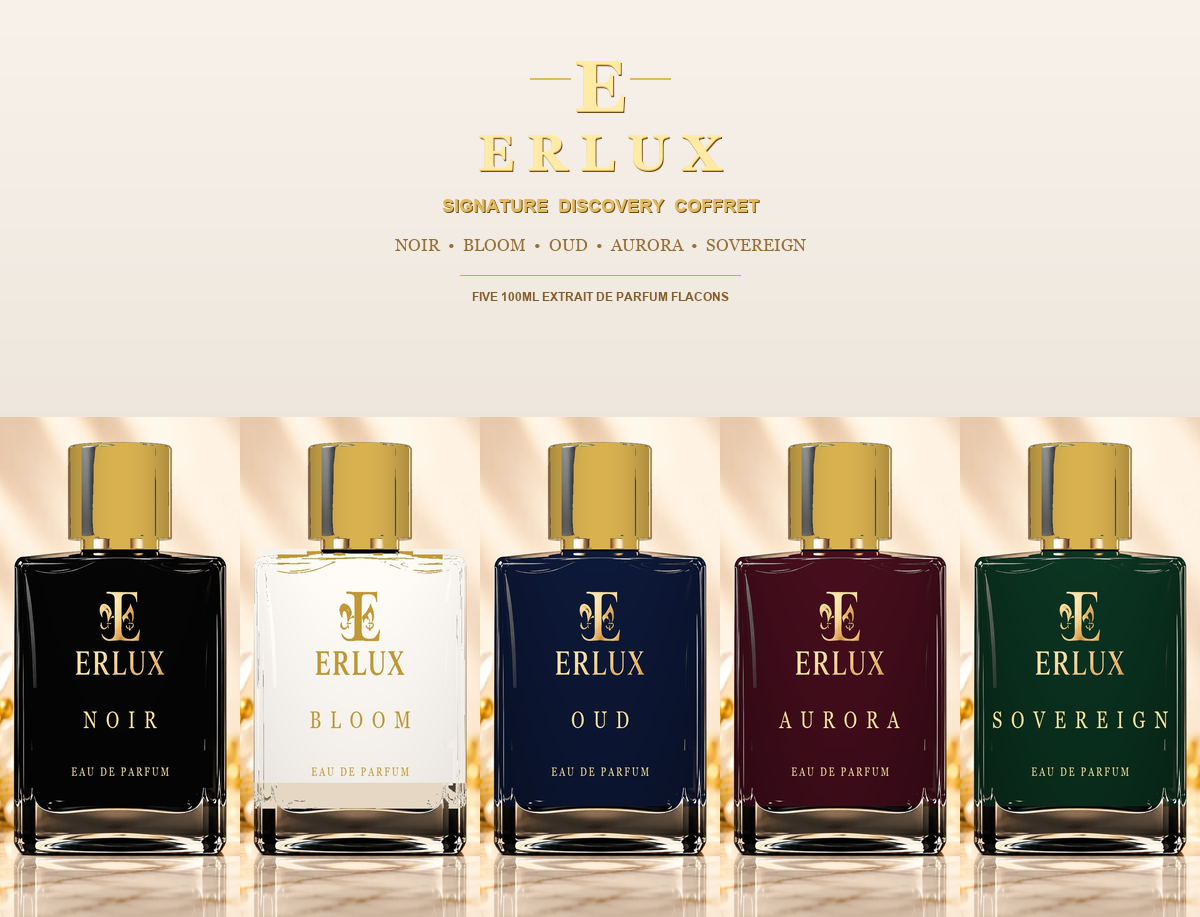 E
ERLUX
SIGNATURE DISCOVERY COFFRET
NOIR • BLOOM • OUD • AURORA • SOVEREIGN
FIVE 100ML EXTRAIT DE PARFUM FLACONS
E
ERLUX
NOIR
EAU DE PARFUM
E
ERLUX
BLOOM
EAU DE PARFUM
E
ERLUX
OUD
EAU DE PARFUM
E
ERLUX
AURORA
EAU DE PARFUM
E
ERLUX
SOVEREIGN
EAU DE PARFUM